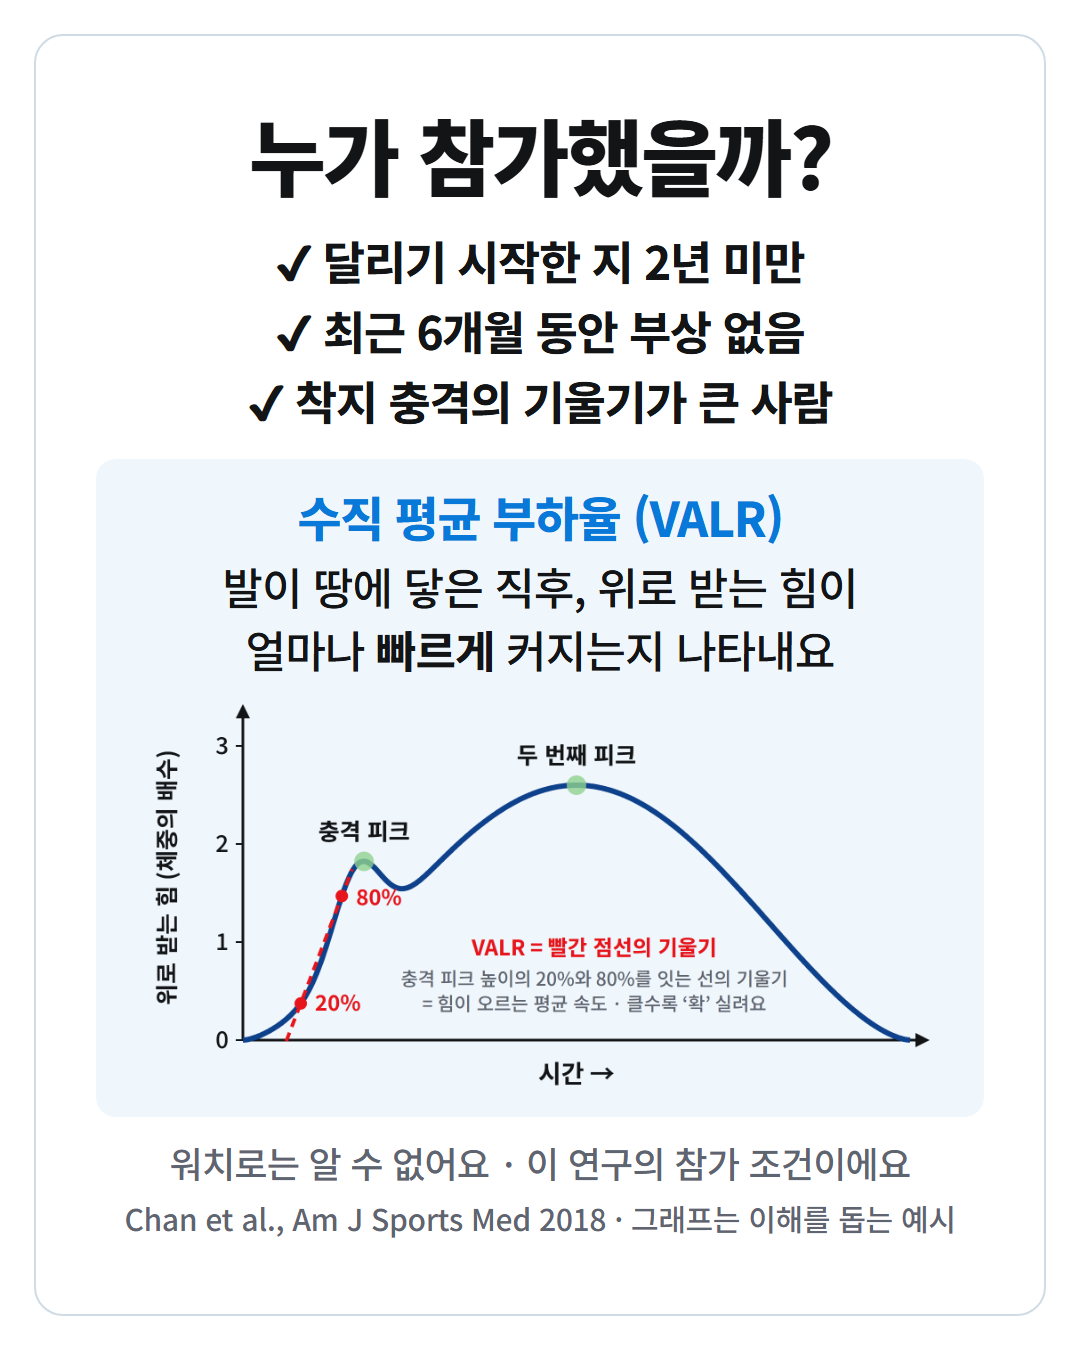 누가 참가했을까?
✓ 달리기 시작한 지 2년 미만
✓ 최근 6개월 동안 부상 없음
✓ 착지 충격의 기울기가 큰 사람
수직 평균 부하율 (VALR)
발이 땅에 닿은 직후, 위로 받는 힘이
얼마나 빠르게 커지는지 나타내요
위로 받는 힘 (체중의 배수)
3
2
1
0
두 번째 피크
충격 피크
80%
20%
VALR = 빨간 점선의 기울기
충격 피크 높이의 20%와 80%를 잇는 선의 기울기
= 힘이 오르는 평균 속도 · 클수록 ‘확’ 실려요
시간 →
워치로는 알 수 없어요 · 이 연구의 참가 조건이에요
Chan et al., Am J Sports Med 2018 · 그래프는 이해를 돕는 예시